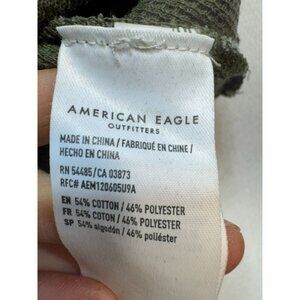 AMERICAN EAGLE
OUTFITTERS
MADE IN CHINA / FABRIQUÉ EN CHINE /
HECHO EN CHINA
RN 54485/CA 03873
RFC# AEM120605U9A
EN 54% COTTON / 46% POLYESTER
FR 54% COTON / 46% POLYESTER
SP 54% algodón / 46% poliéster